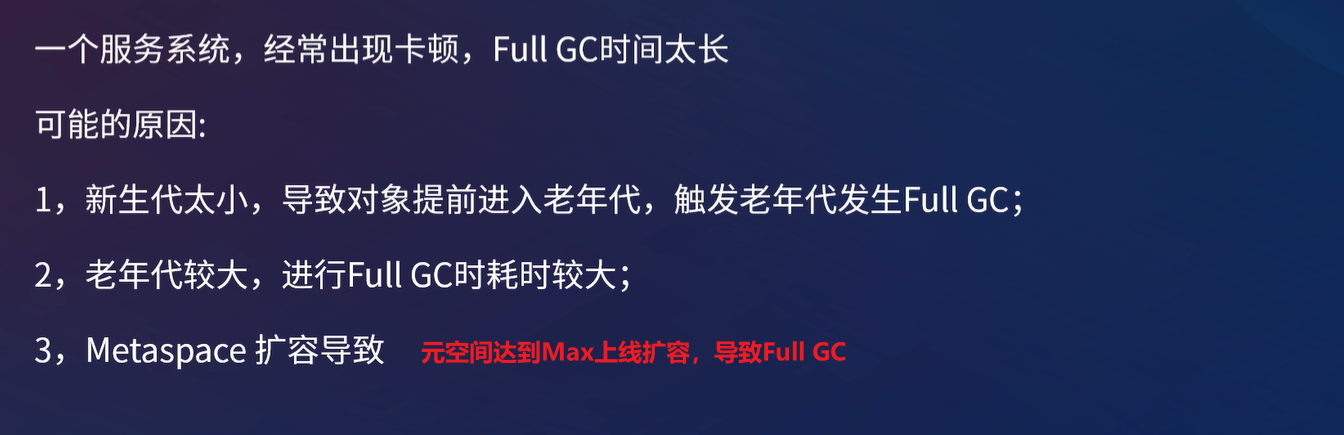 一个服务系统，经常出现卡顿，Full GC时间太长
可能的原因:
1，新生代太小，导致对象提前进入老年代，触发老年代发生Full GC；
2，老年代较大，进行Full GC时耗时较大；
3，Metaspace 扩容导致 元空间达到Max上线扩容，导致Full GC